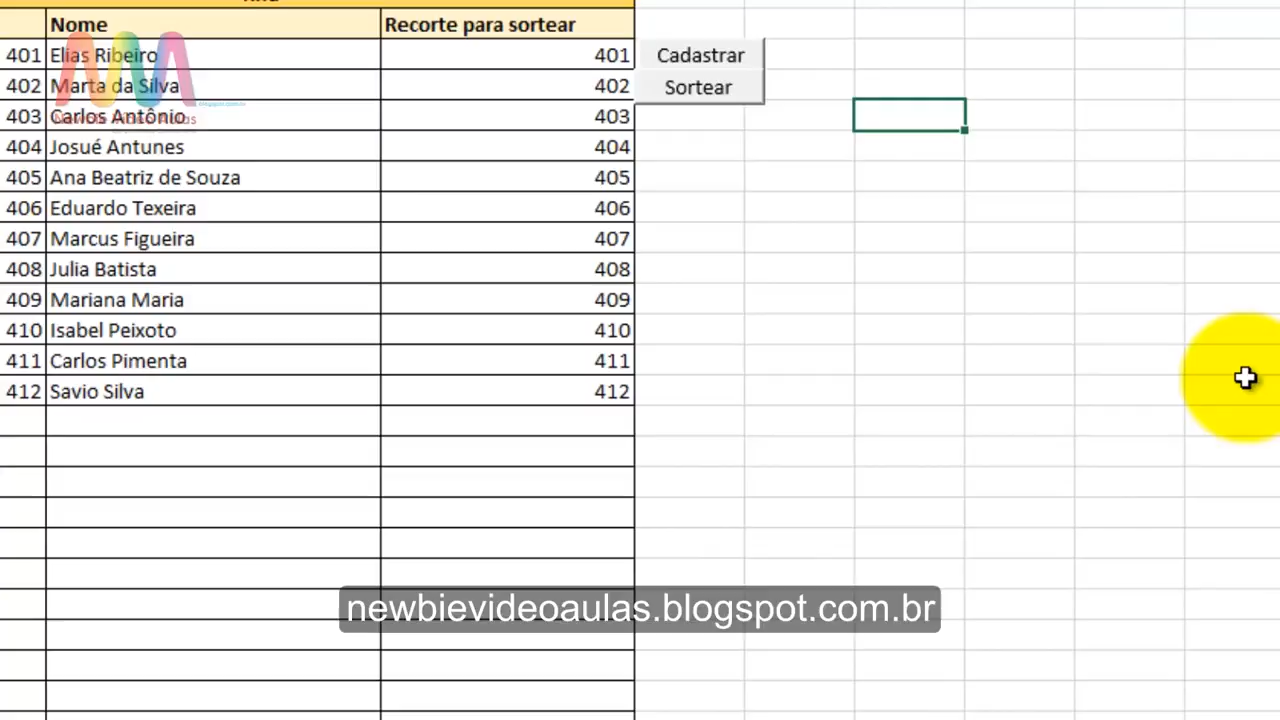 Nome Recorte para sortear
401 Elias Ribeiro 401 Cadastrar
402 Marta da Silva 402 Sortear
403 Carlos Antônio 403
Newbie Vídeo Aulas
404 Josué Antunes 404
405 Ana Beatriz de Souza 405
406 Eduardo Texeira 406
407 Marcus Figueira 407
408 Julia Batista 408
409 Mariana Maria 409
410 Isabel Peixoto 410
411 Carlos Pimenta 411
412 Savio Silva 412
newbievideoaulas.blogspot.com.br